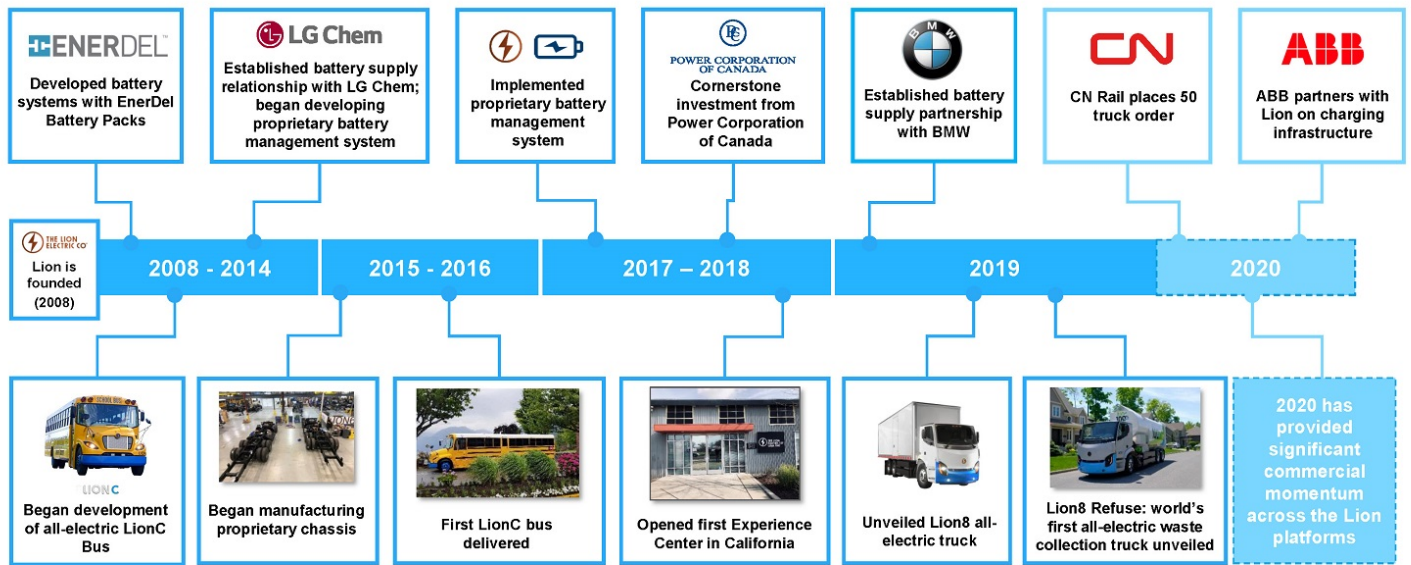 ENERDEL
Developed battery
systems with EnerDel
Battery Packs
LG Chem
Established battery supply
relationship with LG Chem;
began developing
proprietary battery
management system
Implemented
proprietary battery
management
system
POWER CORPORATION
OF CANADA
Cornerstone
investment from
Power Corporation
of Canada
BMW
Established battery
supply partnership
with BMW
CN
CN Rail places 50
truck order
ABB
ABB partners with
Lion on charging
infrastructure
THE LION
ELECTRIC CO
Lion is
founded
(2008)
2008 - 2014
2015 - 2016
2017 – 2018
2019
2020
SCHOOL BUS
LION C
Began development
of all-electric LionC
Bus
Began manufacturing
proprietary chassis
First LionC bus
delivered
Opened first Experience
Center in California
Unveiled Lion8 all-
electric truck
Lion8 Refuse: world's
first all-electric waste
collection truck unveiled
2020 has
provided
significant
commercial
momentum
across the Lion
platforms